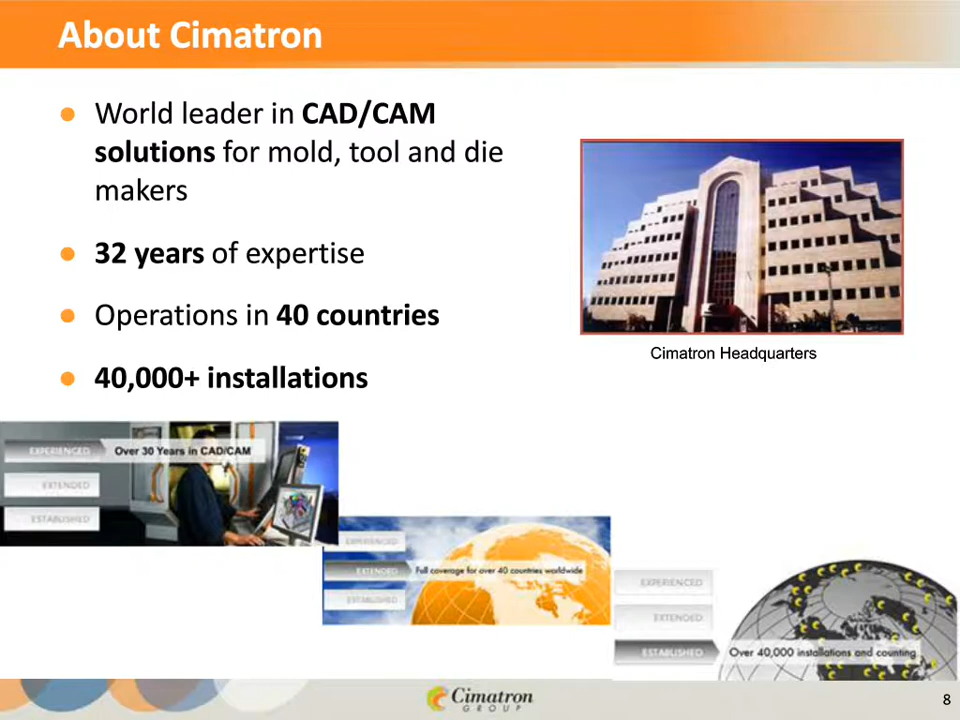 About Cimatron
● World leader in CAD/CAM
solutions for mold, tool and die
makers
● 32 years of expertise
● Operations in 40 countries
● 40,000+ installations
Cimatron Headquarters
EXPERIENCED
Over 30 Years in CAD/CAM
EXTENDED
ESTABLISHED
EXPERIENCED
EXTENDED
Full coverage for over 40 countries worldwide
ESTABLISHED
EXPERIENCED
EXTENDED
ESTABLISHED
Over 40,000 installations and counting
Cimatron
GROUP
8